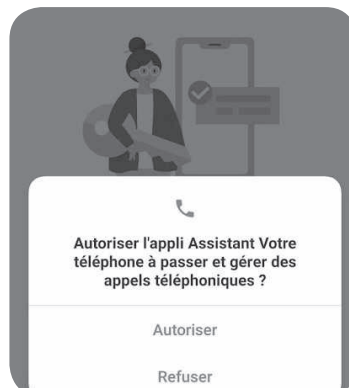 Autoriser l'appli Assistant Votre
téléphone à passer et gérer des
appels téléphoniques ?
Autoriser
Refuser